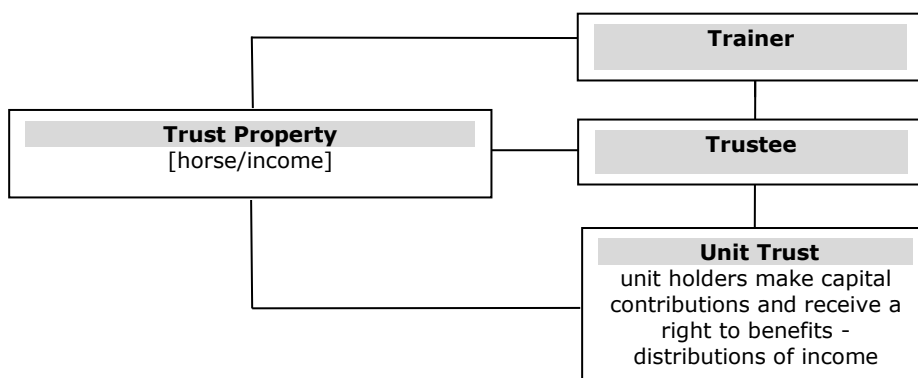 Trainer
Trust Property
[horse/income]
Trustee
Unit Trust
unit holders make capital
contributions and receive a
right to benefits -
distributions of income